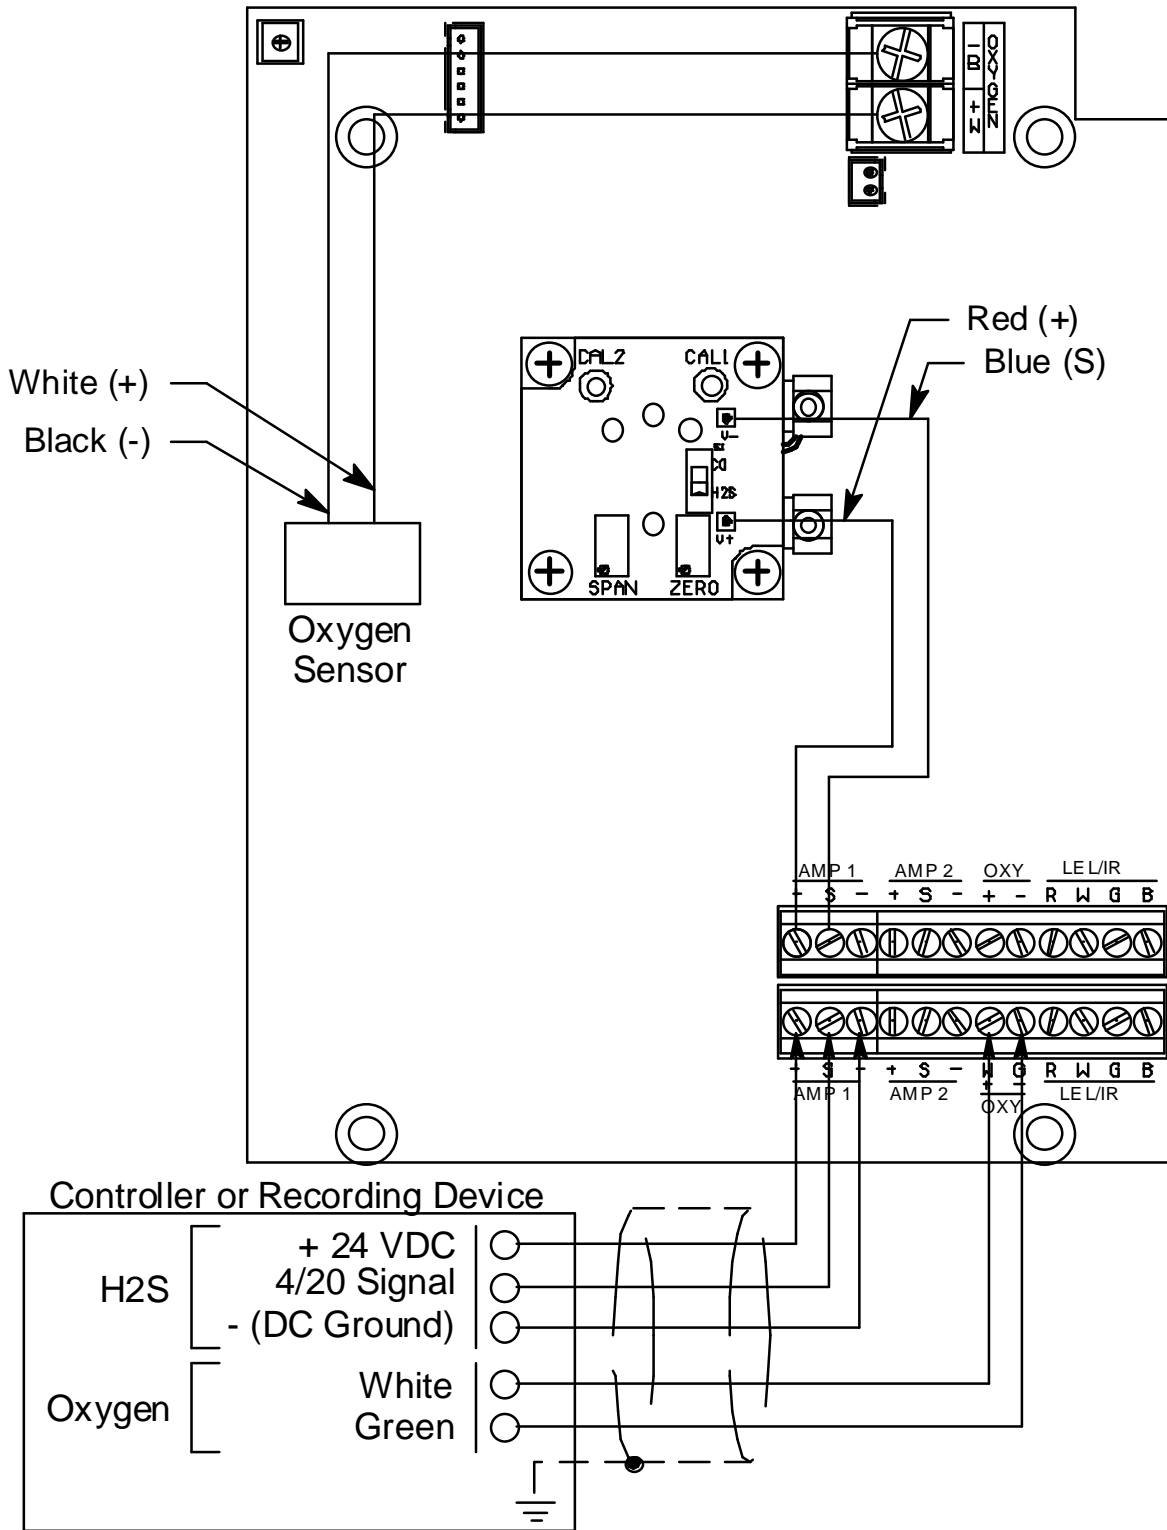 OXYGEN
-B +W
Red (+)
Blue (S)
White (+)
Black (-)
CAL2 CAL1
V-
CO
H2S
V+
SPAN ZERO
Oxygen
Sensor
AMP 1 AMP 2 OXY LEL/IR
- S - + S - + - R W G B
- S - + S - W G R W G B
+ -
AMP 1 AMP 2 OXY LEL/IR
Controller or Recording Device
H2S
+ 24 VDC
4/20 Signal
- (DC Ground)
Oxygen
White
Green